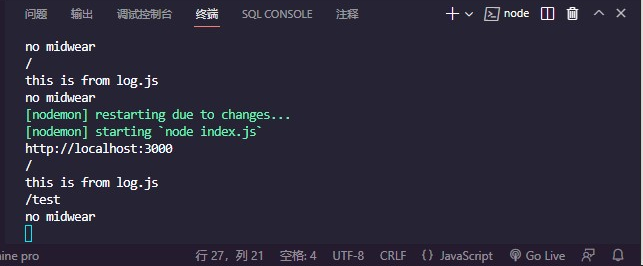 问题 输出 调试控制台 终端 SQL CONSOLE 注释 node
no midwear
/
this is from log.js
no midwear
[nodemon] restarting due to changes...
[nodemon] starting `node index.js`
http://localhost:3000
/
this is from log.js
/test
no midwear
ine pro 行 27，列 21 空格: 4 UTF-8 CRLF {} JavaScript Go Live